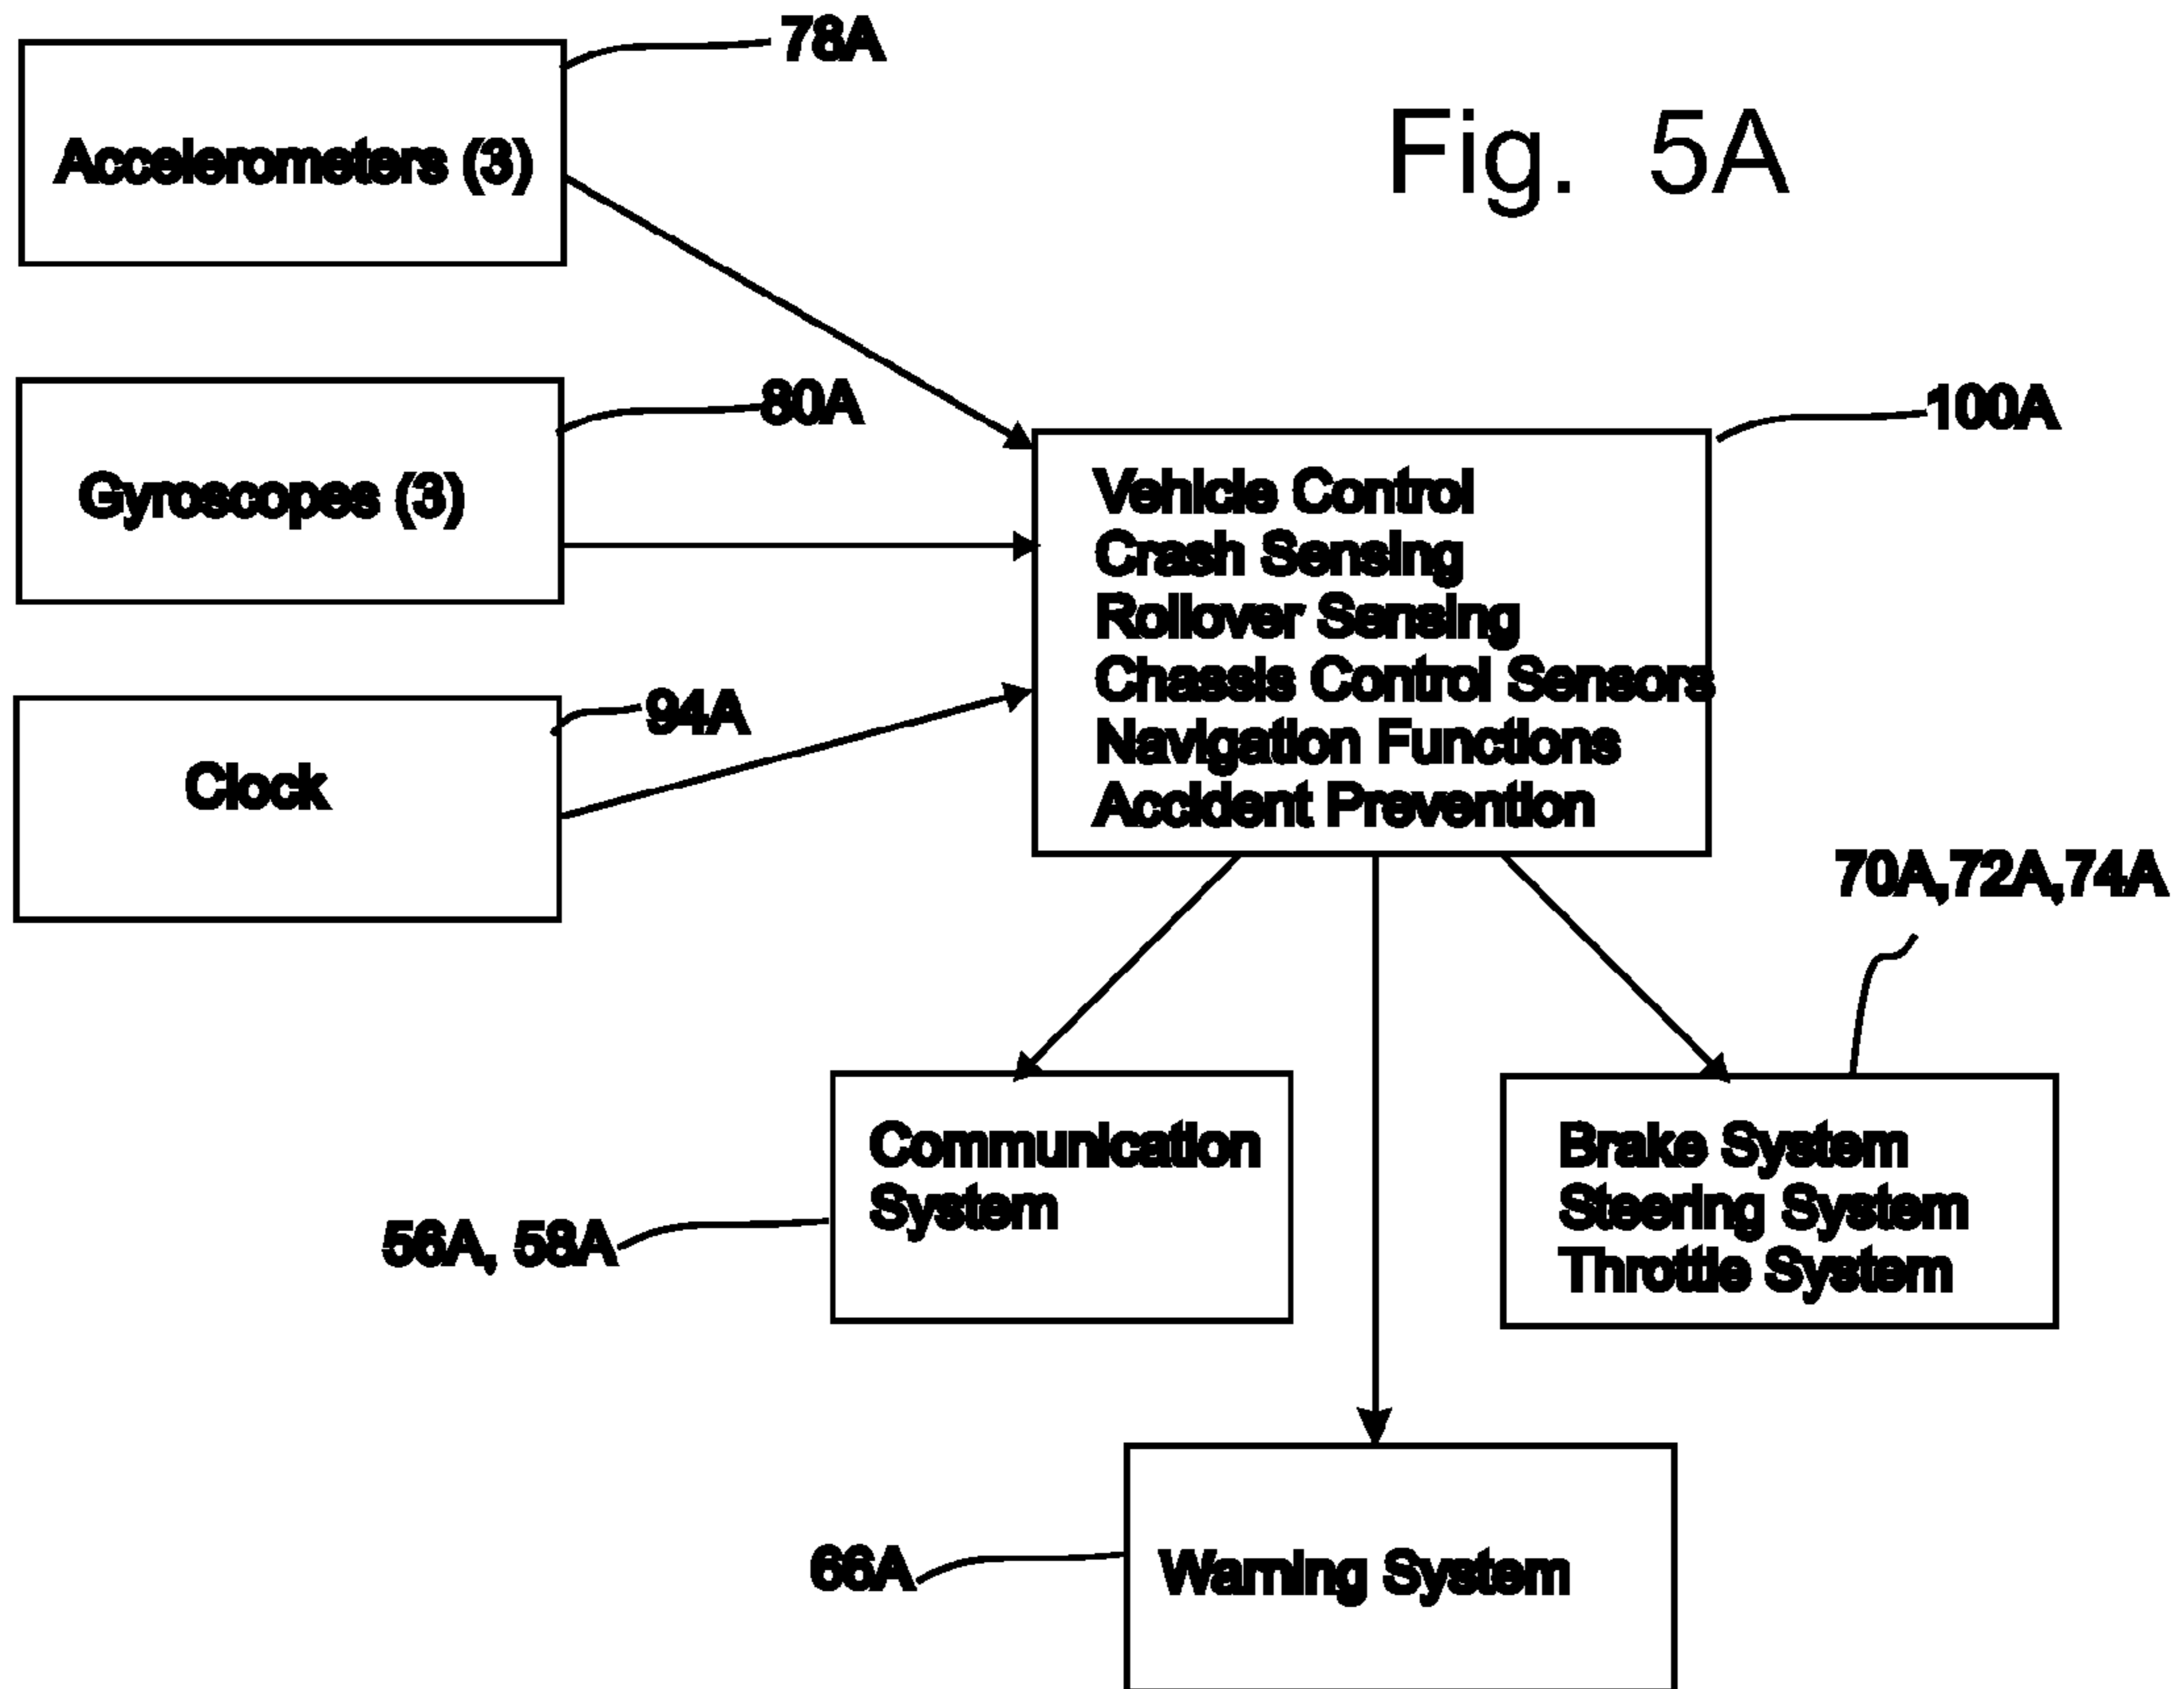 78A
Fig. 5A
Accelerometers (3)
80A
100A
Gyroscopes (3)
Vehicle Control
Crash Sensing
Rollover Sensing
Chassis Control Sensors
Navigation Functions
Accident Prevention
94A
Clock
70A,72A,74A
Communication
System
56A, 58A
Brake System
Steering System
Throttle System
66A
Warning System